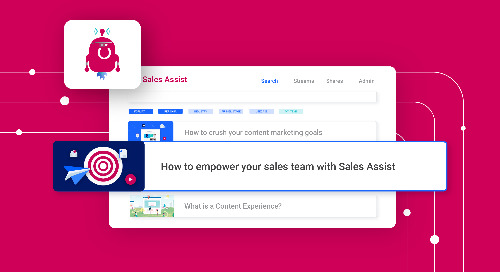 Sales Assist
Search Streams Shares Admin
How to crush your content marketing goals
How to empower your sales team with Sales Assist
What is a Content Experience?